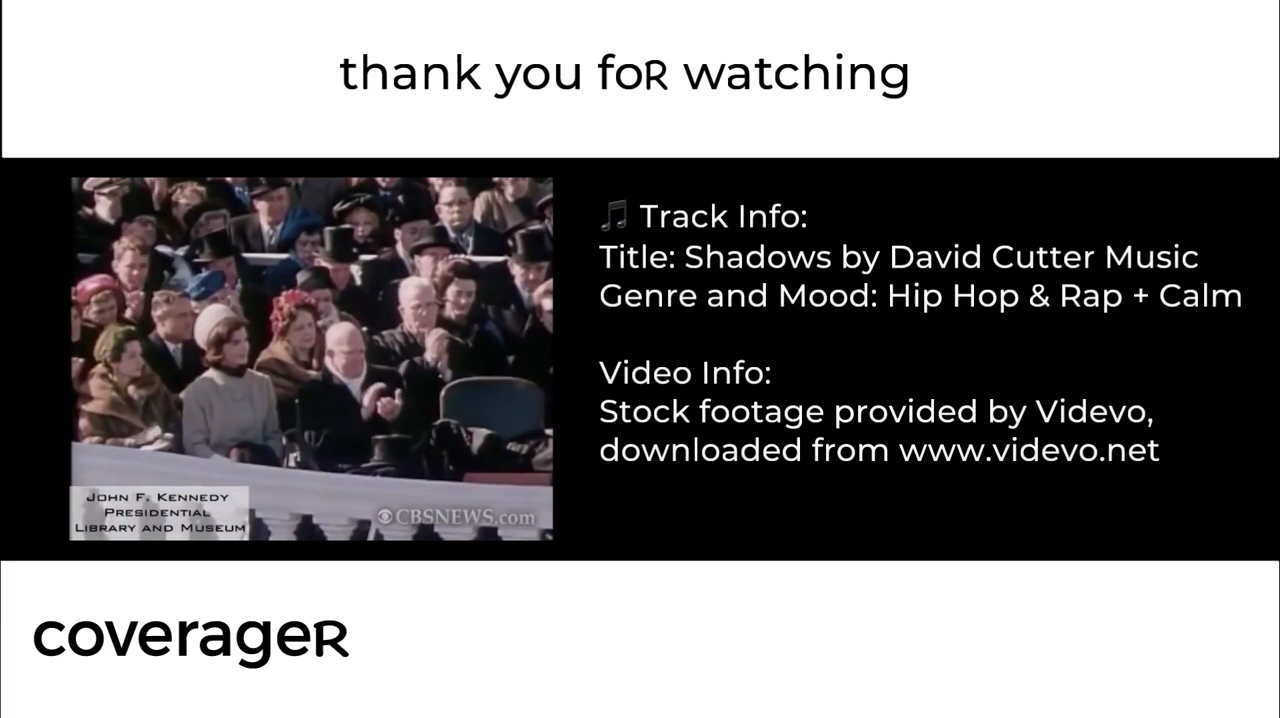 thank you foR watching
🎵 Track Info:
Title: Shadows by David Cutter Music
Genre and Mood: Hip Hop & Rap + Calm
Video Info:
Stock footage provided by Videvo,
downloaded from www.videvo.net
JOHN F. KENNEDY
PRESIDENTIAL
LIBRARY AND MUSEUM
CBSNEWS.com
coverageR